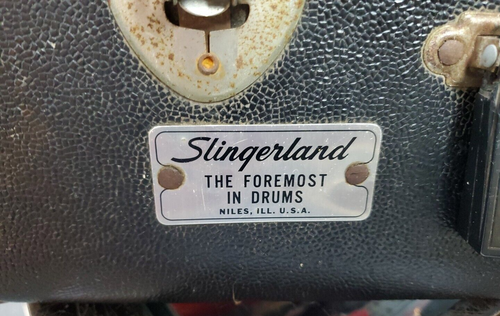 Slingerland
THE FOREMOST
IN DRUMS
NILES, ILL. U.S.A.